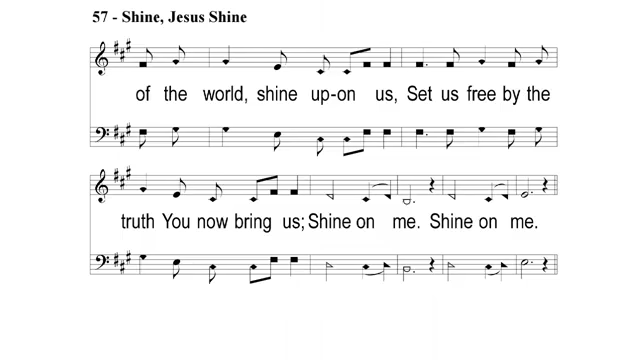 57 - Shine, Jesus Shine
of the world, shine up-on us, Set us free by the
truth You now bring us; Shine on me. Shine on me.